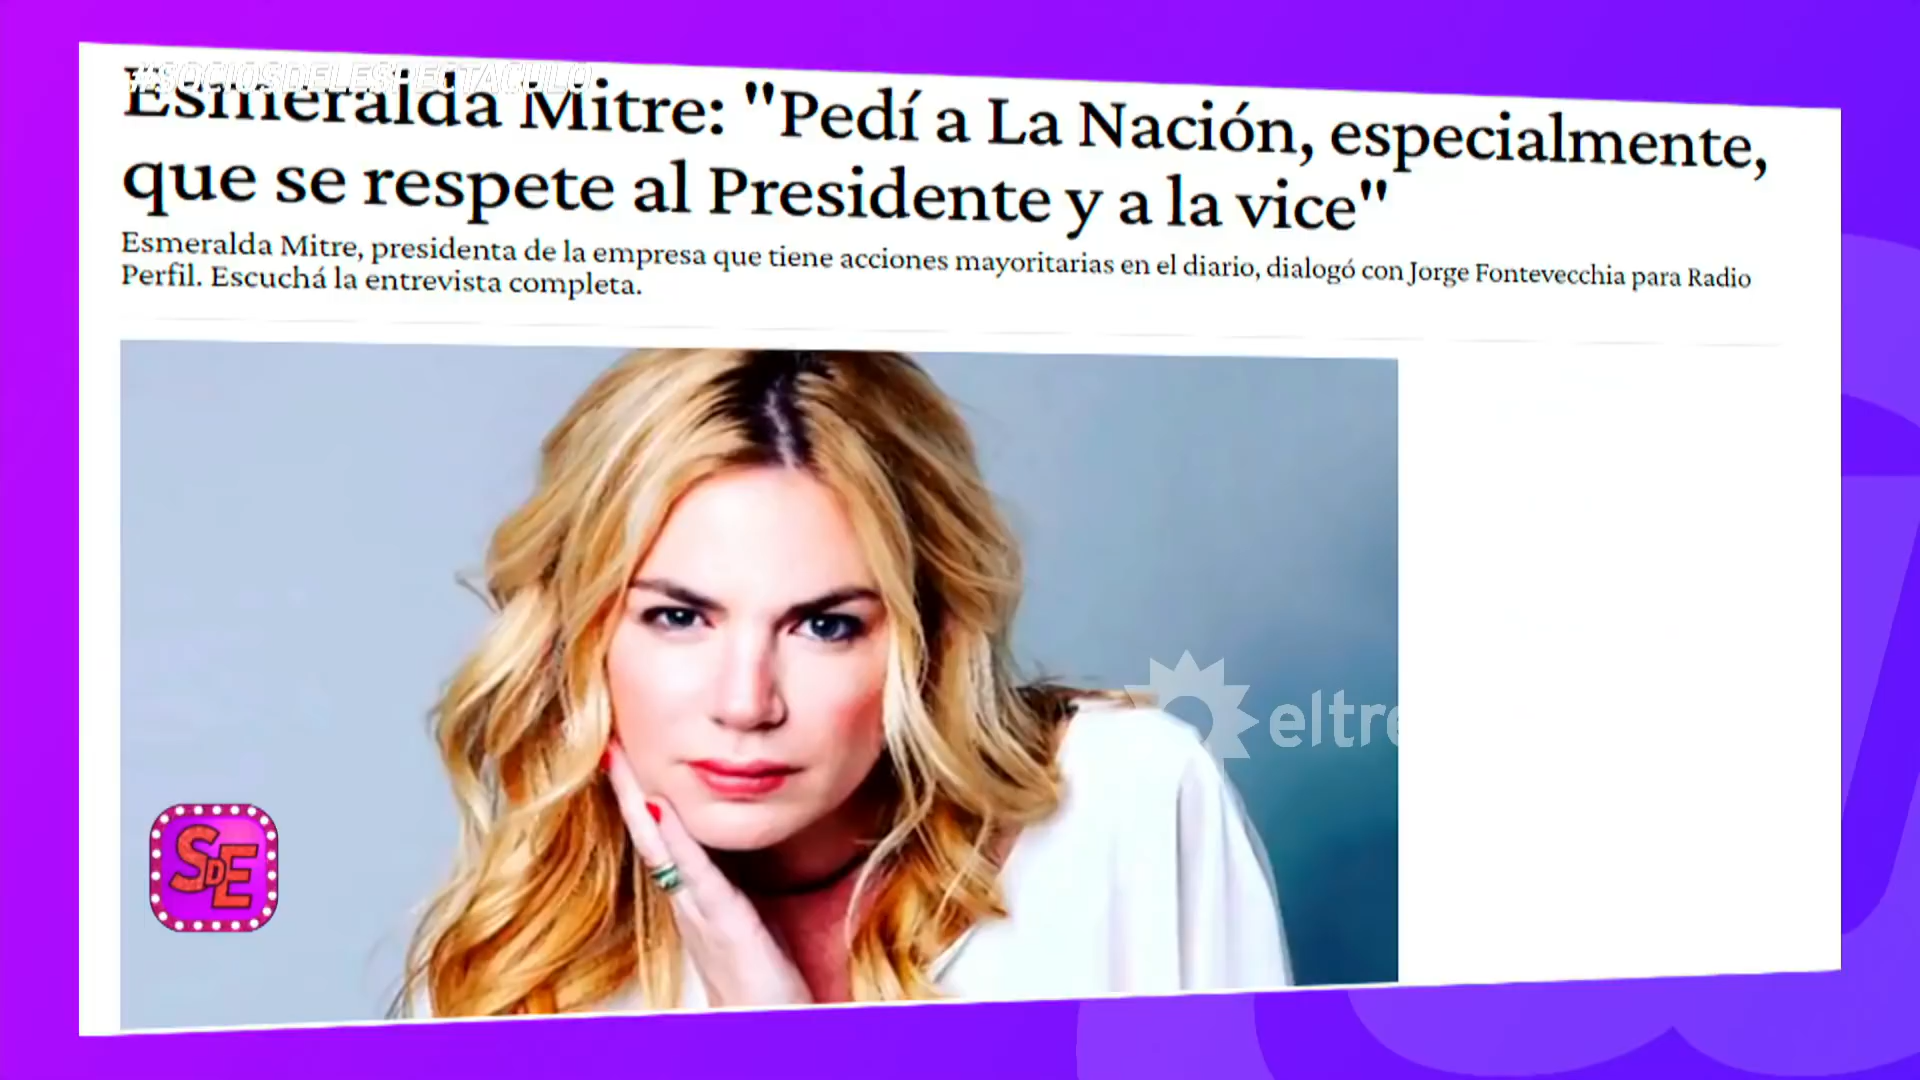 #SOCIOSDELESPECTACULO
Esmeralda Mitre: "Pedí a La Nación, especialmente,
que se respete al Presidente y a la vice"
Esmeralda Mitre, presidenta de la empresa que tiene acciones mayoritarias en el diario, dialogó con Jorge Fontevecchia para Radio
Perfil. Escuchá la entrevista completa.
eltre
SDE